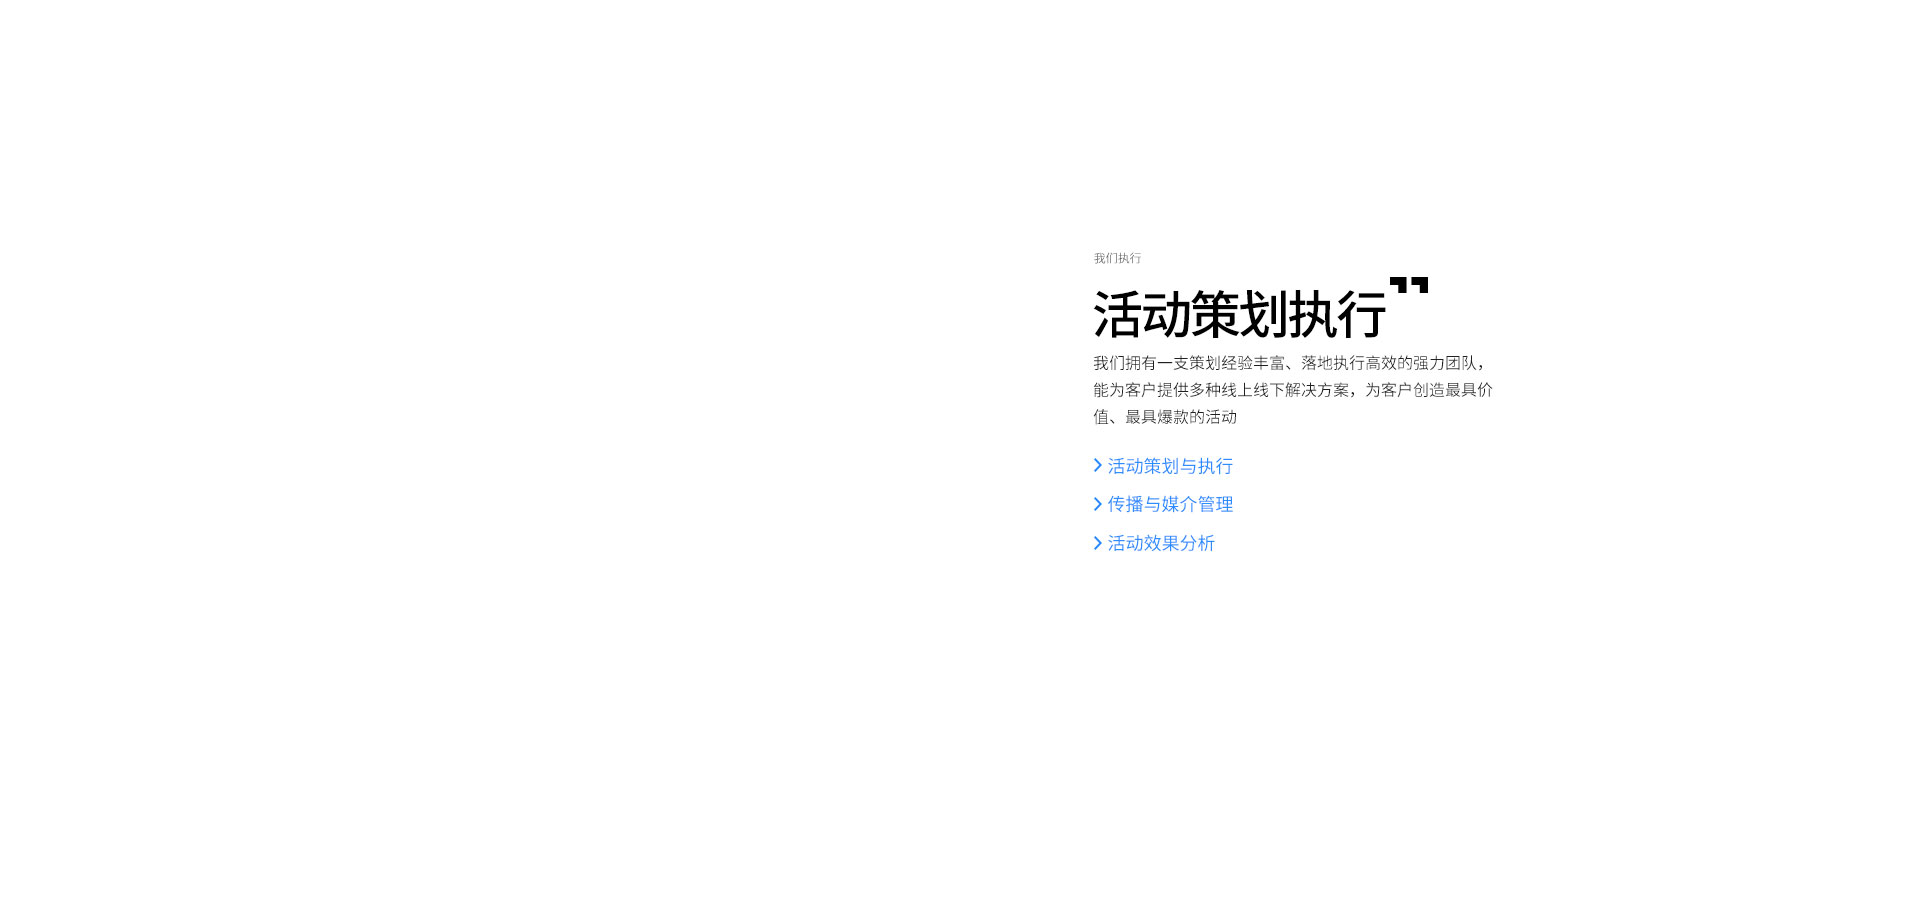 我们执行
活动策划执行
我们拥有一支策划经验丰富、落地执行高效的强力团队，
能为客户提供多种线上线下解决方案，为客户创造最具价
值、最具爆款的活动
活动策划与执行
传播与媒介管理
活动效果分析